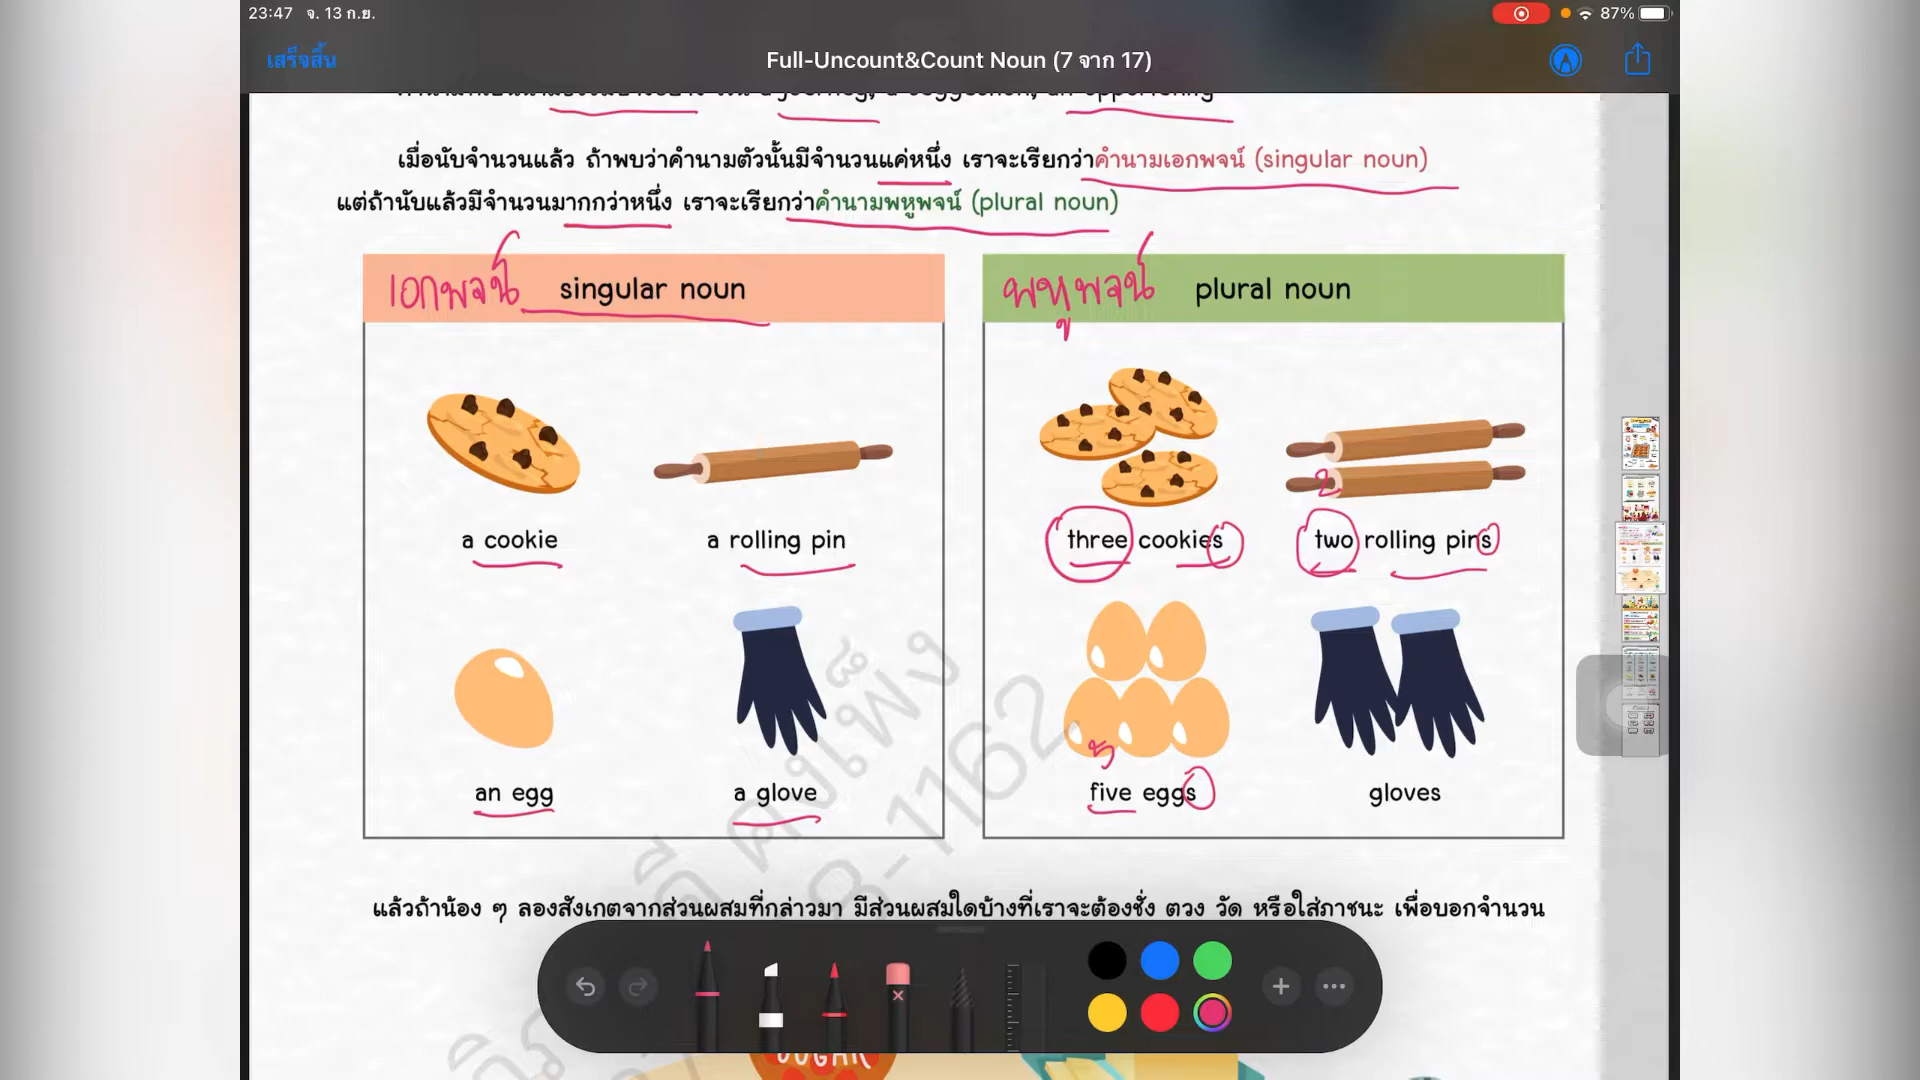 23:47 จ. 13 ก.ย.
87%
เสร็จสิ้น
Full-Uncount&Count Noun (7 จาก 17)
เมื่อนับจำนวนแล้ว ถ้าพบว่าคำนามตัวนั้นมีจำนวนแค่หนึ่ง เราจะเรียกว่าคำนามเอกพจน์ (singular noun)
แต่ถ้านับแล้วมีจำนวนมากกว่าหนึ่ง เราจะเรียกว่าคำนามพหูพจน์ (plural noun)
เอกพจน์ singular noun
พหูพจน์ plural noun
a cookie
a rolling pin
2
three cookies
two rolling pins
5
an egg
a glove
five eggs
gloves
แล้วถ้าน้อง ๆ ลองสังเกตจากส่วนผสมที่กล่าวมา มีส่วนผสมใดบ้างที่เราจะต้องชั่ง ตวง วัด หรือใส่ภาชนะ เพื่อบอกจำนวน
SUGAR